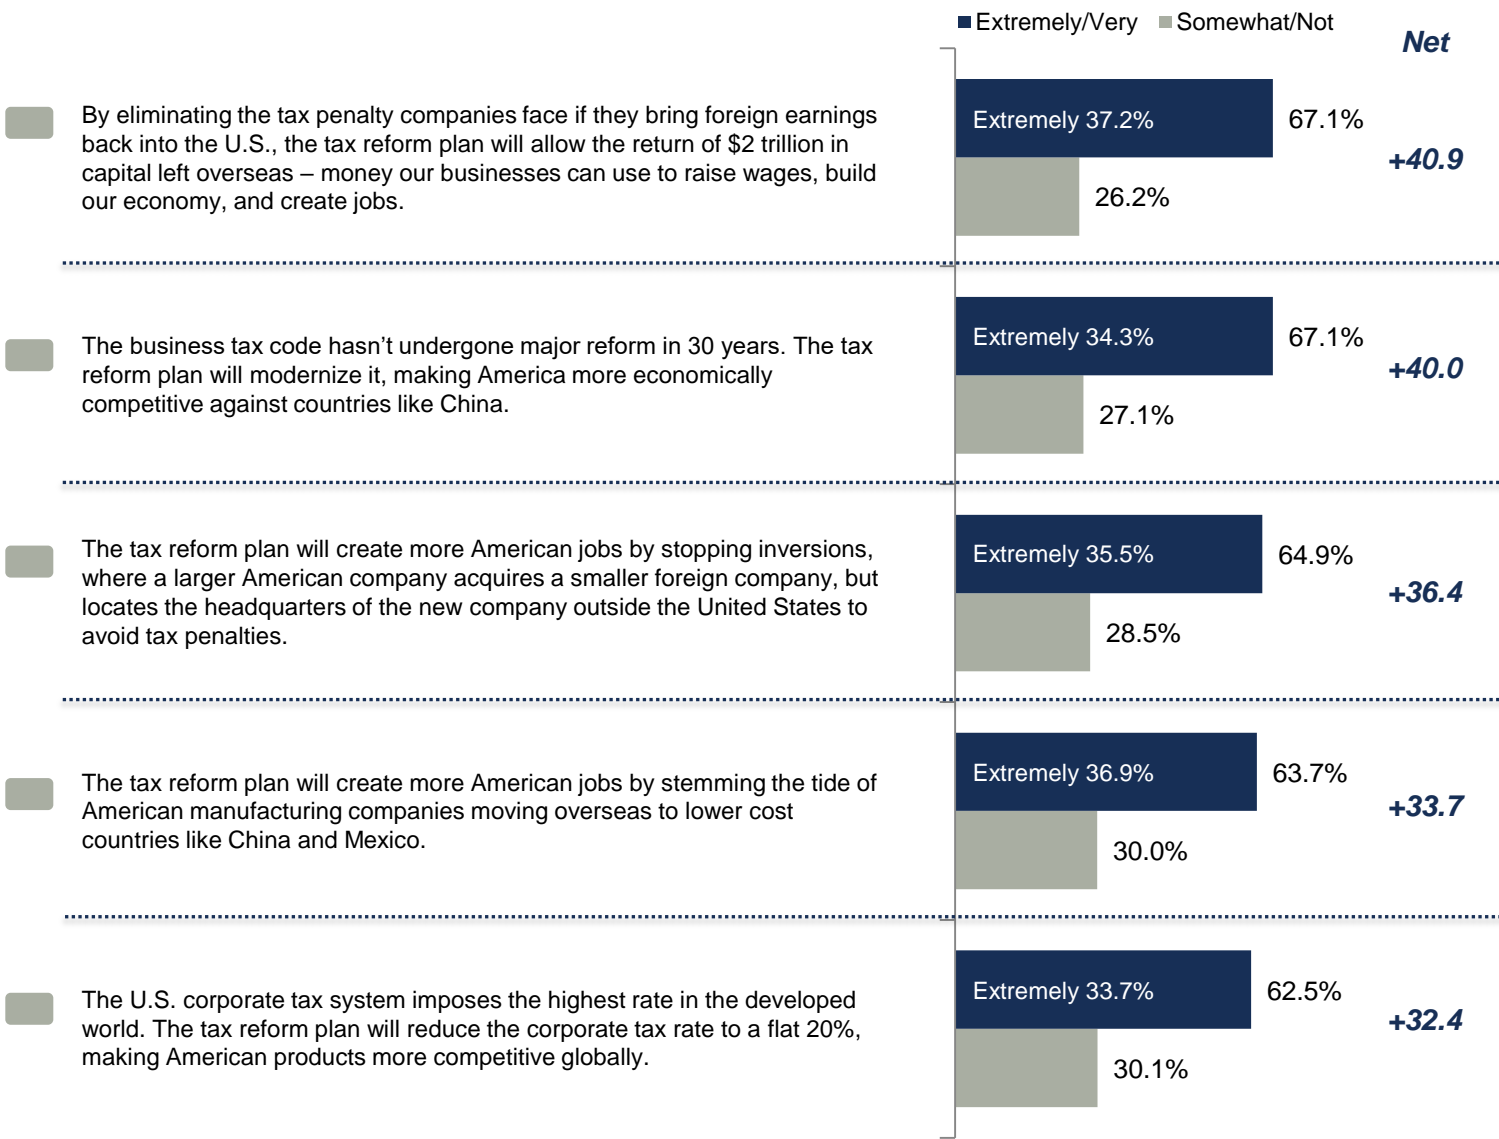 Extremely/Very Somewhat/Not
Net
By eliminating the tax penalty companies face if they bring foreign earnings
back into the U.S., the tax reform plan will allow the return of $2 trillion in
capital left overseas – money our businesses can use to raise wages, build
our economy, and create jobs.
Extremely 37.2%
67.1%
26.2%
+40.9
The business tax code hasn’t undergone major reform in 30 years. The tax
reform plan will modernize it, making America more economically
competitive against countries like China.
Extremely 34.3%
67.1%
27.1%
+40.0
The tax reform plan will create more American jobs by stopping inversions,
where a larger American company acquires a smaller foreign company, but
locates the headquarters of the new company outside the United States to
avoid tax penalties.
Extremely 35.5%
64.9%
28.5%
+36.4
The tax reform plan will create more American jobs by stemming the tide of
American manufacturing companies moving overseas to lower cost
countries like China and Mexico.
Extremely 36.9%
63.7%
30.0%
+33.7
The U.S. corporate tax system imposes the highest rate in the developed
world. The tax reform plan will reduce the corporate tax rate to a flat 20%,
making American products more competitive globally.
Extremely 33.7%
62.5%
30.1%
+32.4